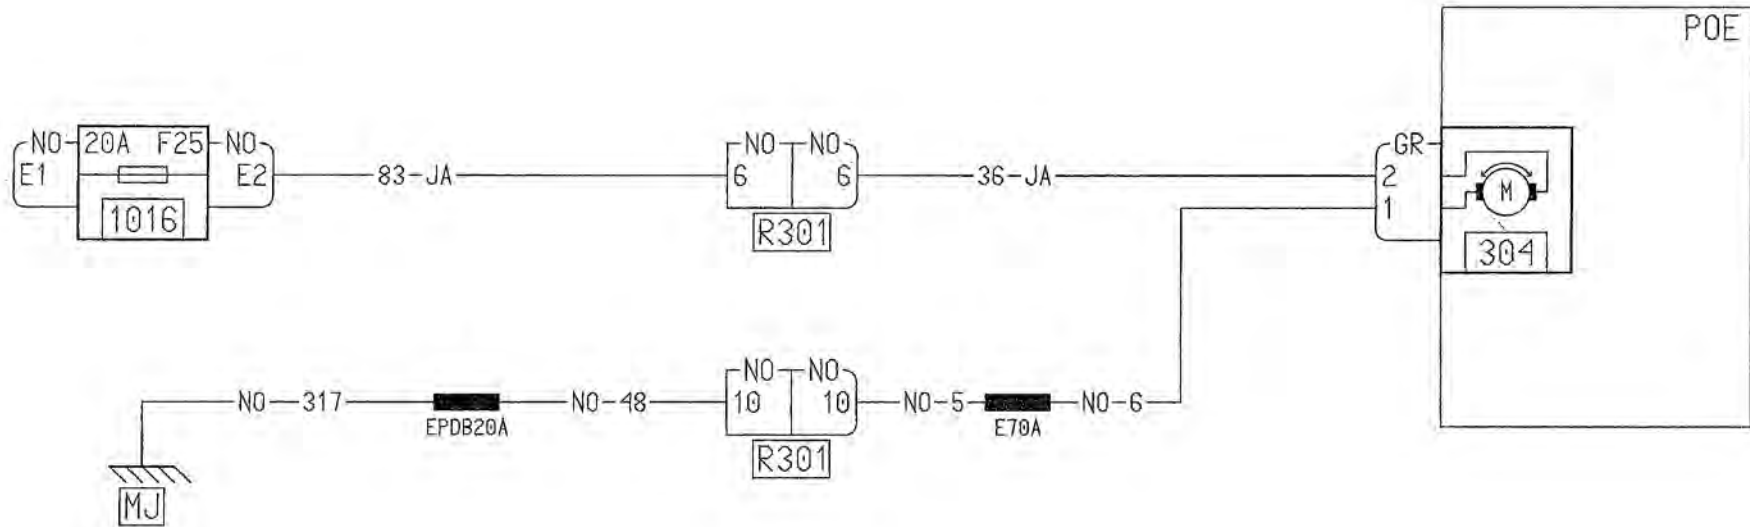 POE
NO 20A F25 NO NO NO GR
E1 E2 83-JA 6 6 36-JA 2 M
1016 R301 1 304
NO NO
NO-317 NO-48 10 10 NO-5 NO-6
EPDB20A E70A
R301
MJ